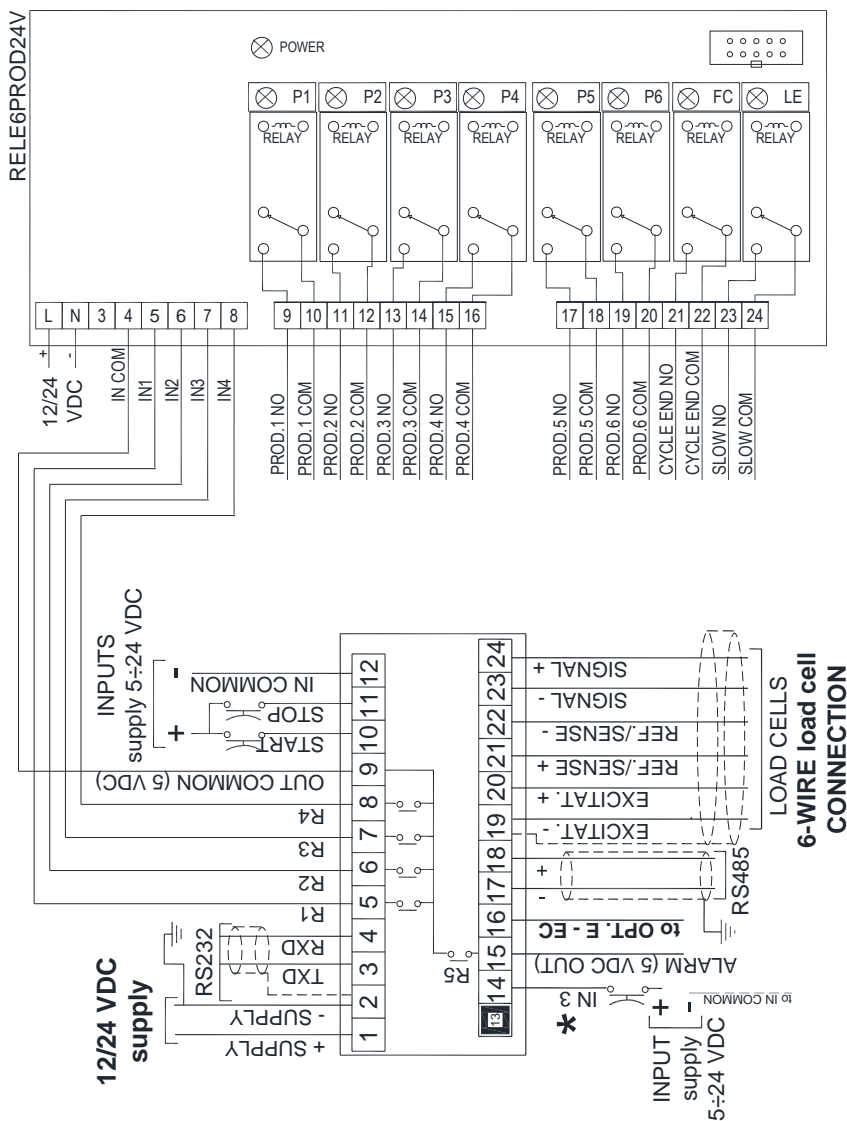 RELE6PROD24V
POWER
P1 P2 P3 P4 P5 P6 FC LE
RELAY RELAY RELAY RELAY RELAY RELAY RELAY RELAY
L N 3 4 5 6 7 8
9 10 11 12 13 14 15 16
17 18 19 20 21 22 23 24
+ -
12/24
VDC
IN COM
IN1
IN2
IN3
IN4
PROD.1 NO
PROD.1 COM
PROD.2 NO
PROD.2 COM
PROD.3 NO
PROD.3 COM
PROD.4 NO
PROD.4 COM
PROD.5 NO
PROD.5 COM
PROD.6 NO
PROD.6 COM
CYCLE END NO
CYCLE END COM
SLOW NO
SLOW COM
INPUTS
supply 5÷24 VDC
- +
IN COMMON
STOP
START
OUT COMMON (5 VDC)
R4
R3
R2
R1
RS232
RXD
TXD
12/24 VDC
supply
- SUPPLY
+ SUPPLY
12
11
10
9
8
7
6
5
4
3
2
1
R5
24
23
22
21
20
19
18
17
16
15
14
13
SIGNAL +
SIGNAL -
REF./SENSE -
REF./SENSE +
EXCITAT. +
EXCITAT. -
LOAD CELLS
6-WIRE load cell
CONNECTION
+
-
RS485
to OPT. E - EC
ALARM (5 VDC OUT)
* IN 3
+ -
to IN COMMON
INPUT
supply
5÷24 VDC